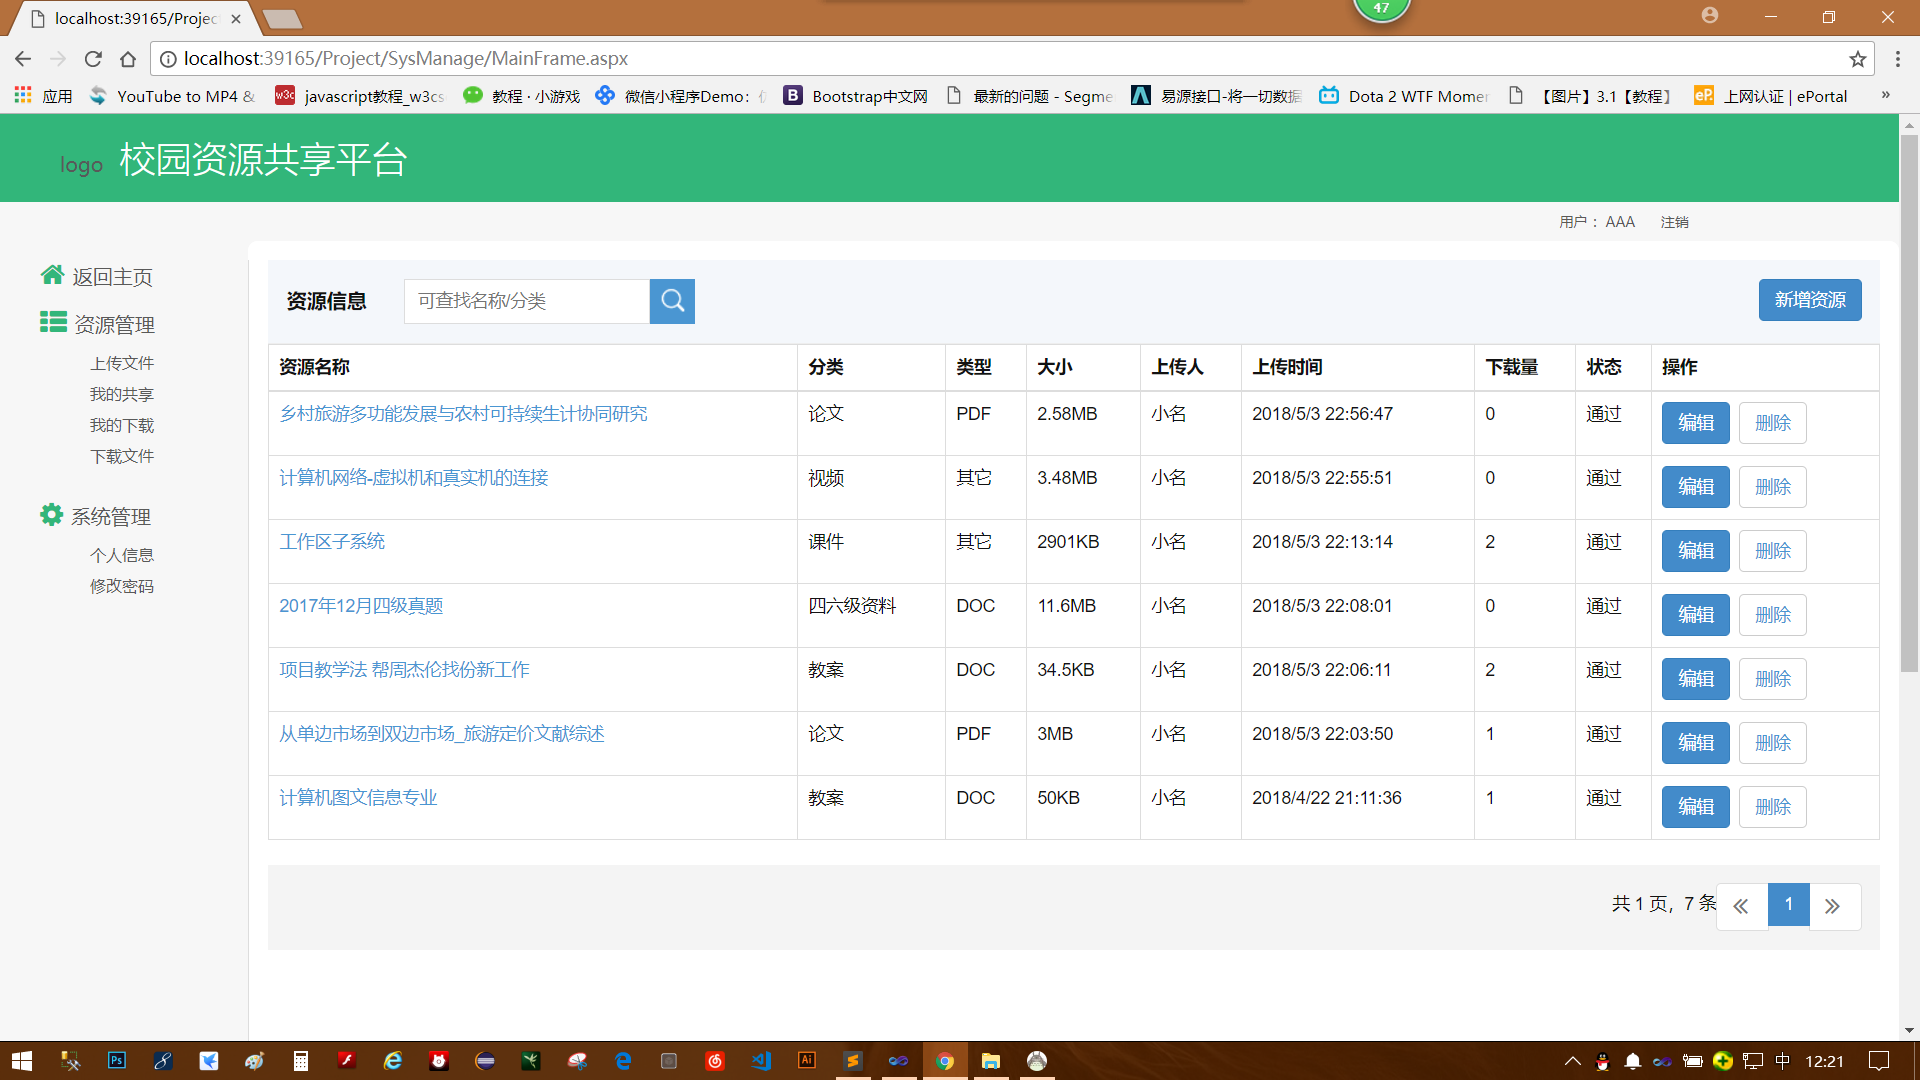 localhost:39165/Projec
47
localhost:39165/Project/SysManage/MainFrame.aspx
应用 YouTube to MP4 & javascript教程_w3cs 教程 · 小游戏 微信小程序Demo： Bootstrap中文网 最新的问题 - Segme 易源接口-将一切数据 Dota 2 WTF Momen 【图片】3.1【教程】 上网认证 | ePortal »
logo 校园资源共享平台
用户： AAA 注销
返回主页
资源管理
上传文件
我的共享
我的下载
下载文件
系统管理
个人信息
修改密码
资源信息 可查找名称/分类 新增资源
资源名称 分类 类型 大小 上传人 上传时间 下载量 状态 操作
乡村旅游多功能发展与农村可持续生计协同研究 论文 PDF 2.58MB 小名 2018/5/3 22:56:47 0 通过 编辑 删除
计算机网络-虚拟机和真实机的连接 视频 其它 3.48MB 小名 2018/5/3 22:55:51 0 通过 编辑 删除
工作区子系统 课件 其它 2901KB 小名 2018/5/3 22:13:14 2 通过 编辑 删除
2017年12月四级真题 四六级资料 DOC 11.6MB 小名 2018/5/3 22:08:01 0 通过 编辑 删除
项目教学法 帮周杰伦找份新工作 教案 DOC 34.5KB 小名 2018/5/3 22:06:11 2 通过 编辑 删除
从单边市场到双边市场_旅游定价文献综述 论文 PDF 3MB 小名 2018/5/3 22:03:50 1 通过 编辑 删除
计算机图文信息专业 教案 DOC 50KB 小名 2018/4/22 21:11:36 1 通过 编辑 删除
共 1 页，7 条 « 1 »
中 12:21